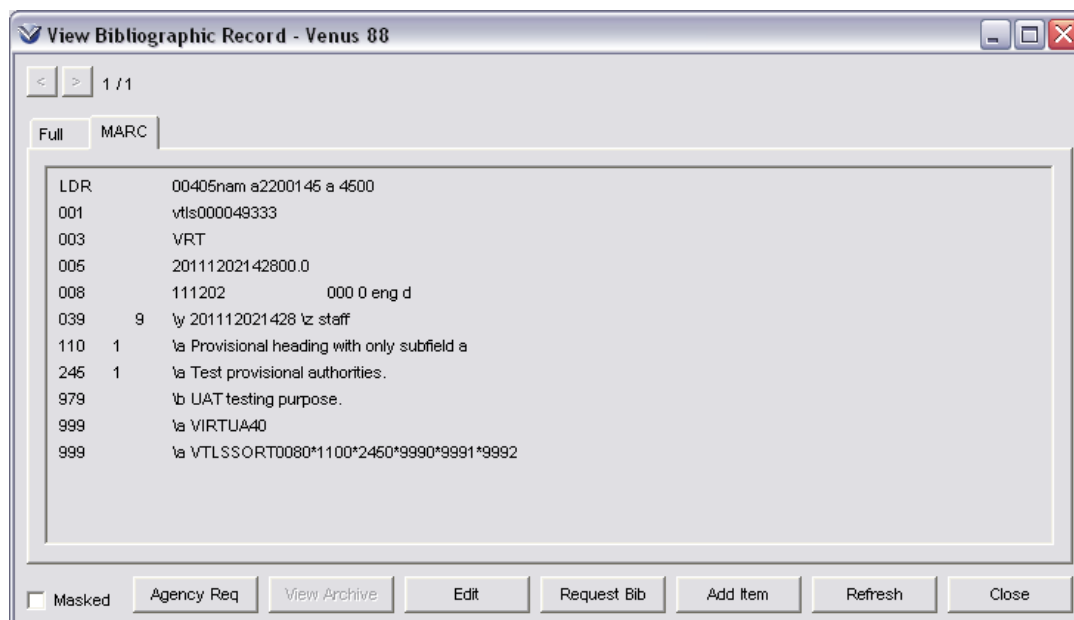 View Bibliographic Record - Venus 88
< > 1 / 1
Full MARC
LDR 00405nam a2200145 a 4500
001 vtls000049333
003 VRT
005 20111202142800.0
008 111202 000 0 eng d
039 9 \y 201112021428 \z staff
110 1 \a Provisional heading with only subfield a
245 1 \a Test provisional authorities.
979 \b UAT testing purpose.
999 \a VIRTUA40
999 \a VTLSSORT0080*1100*2450*9990*9991*9992
Masked Agency Req View Archive Edit Request Bib Add Item Refresh Close